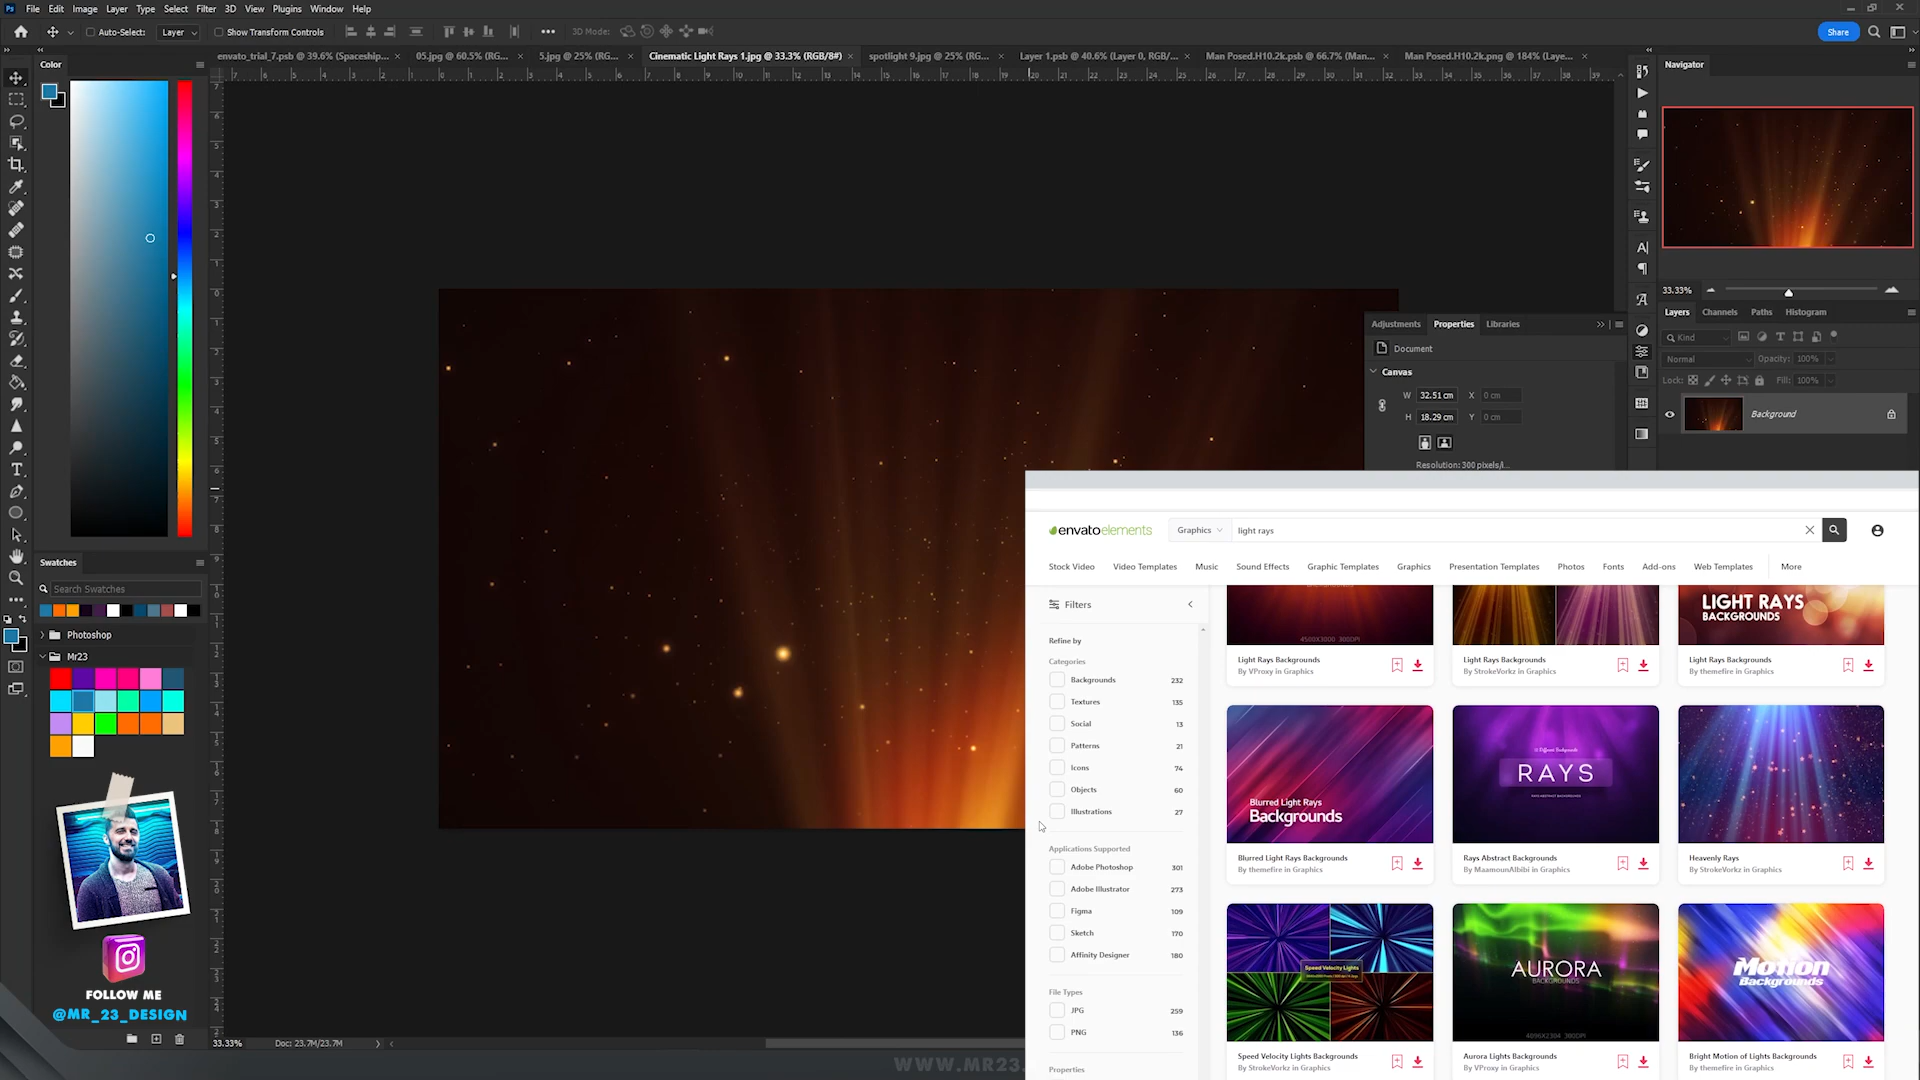 Ps File Edit Image Layer Type Select Filter 3D View Plugins Window Help
Auto-Select: Layer Show Transform Controls 3D Mode: Share
envato_trial_7.psb @ 39.6% (Spaceship... 05.jpg @ 60.5% (RG... 5.jpg @ 25% (RG... Cinematic Light Rays 1.jpg @ 33.3% (RGB/8#) spotlight 9.jpg @ 25% (RG... Layer 1.psb @ 40.6% (Layer 0, RGB/... Man Posed.H10.2k.psb @ 66.7% (Man... Man Posed.H10.2k.png @ 184% (Laye...
Color
Navigator
33.33%
Layers Channels Paths Histogram
Kind
Normal Opacity: 100%
Lock: Fill: 100%
Background
Adjustments Properties Libraries
Document
Canvas
W 32.51 cm X 0 cm
H 18.29 cm Y 0 cm
Resolution: 300 pixels/i...
Swatches
Search Swatches
Photoshop
Mr23
FOLLOW ME
@MR_23_DESIGN
33.33% Doc: 23.7M/23.7M
WWW.MR23.
envatoelements Graphics light rays
Stock Video Video Templates Music Sound Effects Graphic Templates Graphics Presentation Templates Photos Fonts Add-ons Web Templates More
Filters
Refine by
Categories
Backgrounds 232
Textures 135
Social 13
Patterns 21
Icons 74
Objects 60
Illustrations 27
Applications Supported
Adobe Photoshop 301
Adobe Illustrator 273
Figma 109
Sketch 170
Affinity Designer 180
File Types
JPG 259
PNG 136
Properties
4500X3000 300DPI
LIGHT RAYS
BACKGROUNDS
Light Rays Backgrounds
By VProxy in Graphics
Light Rays Backgrounds
By StrokeVorkz in Graphics
Light Rays Backgrounds
By themefire in Graphics
Blurred Light Rays
Backgrounds
RAYS
Blurred Light Rays Backgrounds
By themefire in Graphics
Rays Abstract Backgrounds
By MaamounAlbibi in Graphics
Heavenly Rays
By StrokeVorkz in Graphics
Speed Velocity Lights
AURORA
BACKGROUNDS
4096X2304 300DPI
Motion
Backgrounds
Speed Velocity Lights Backgrounds
By StrokeVorkz in Graphics
Aurora Lights Backgrounds
By VProxy in Graphics
Bright Motion of Lights Backgrounds
By themefire in Graphics